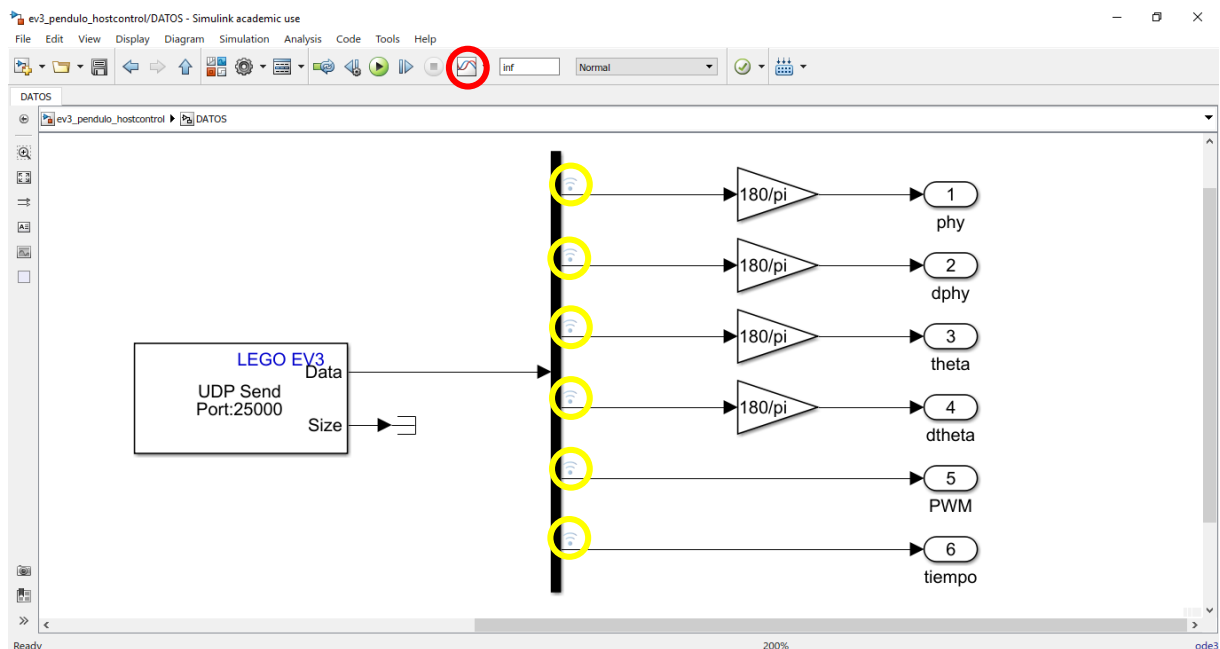 ev3_pendulo_hostcontrol/DATOS - Simulink academic use
File Edit View Display Diagram Simulation Analysis Code Tools Help
inf
Normal
DATOS
ev3_pendulo_hostcontrol DATOS
LEGO EV3
Data
UDP Send
Port:25000
Size
180/pi
1
phy
180/pi
2
dphy
180/pi
3
theta
180/pi
4
dtheta
5
PWM
6
tiempo
Ready 200% ode3